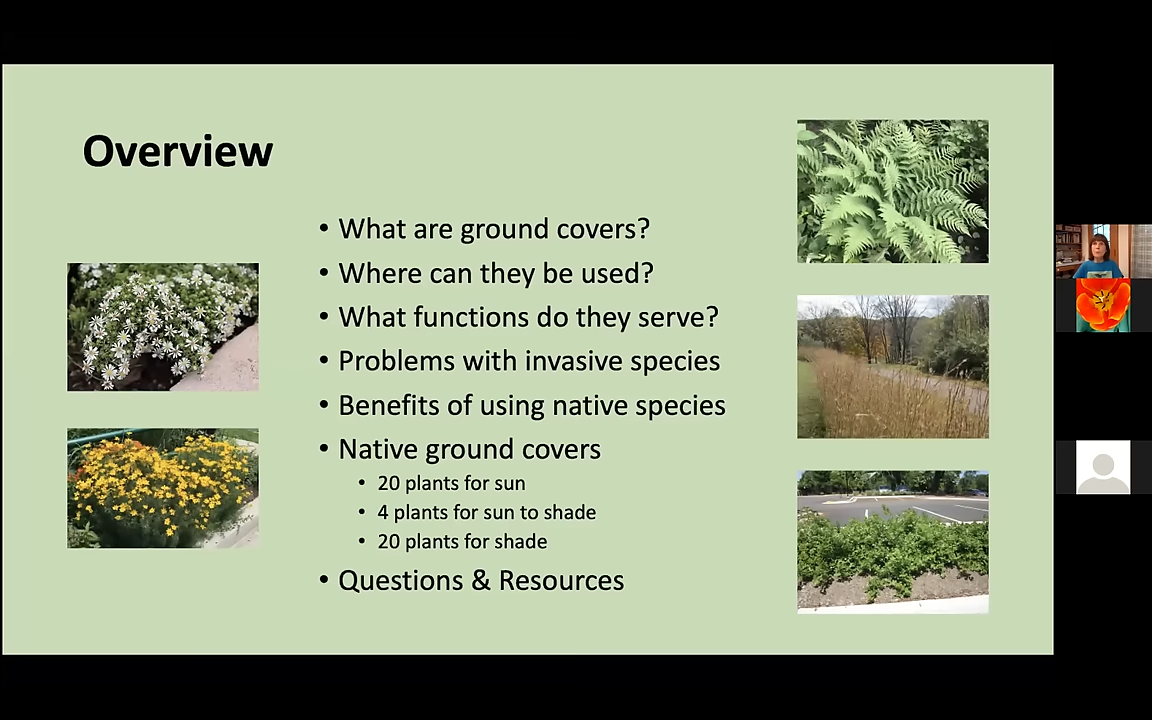 Overview
• What are ground covers?
• Where can they be used?
• What functions do they serve?
• Problems with invasive species
• Benefits of using native species
• Native ground covers
• 20 plants for sun
• 4 plants for sun to shade
• 20 plants for shade
• Questions & Resources